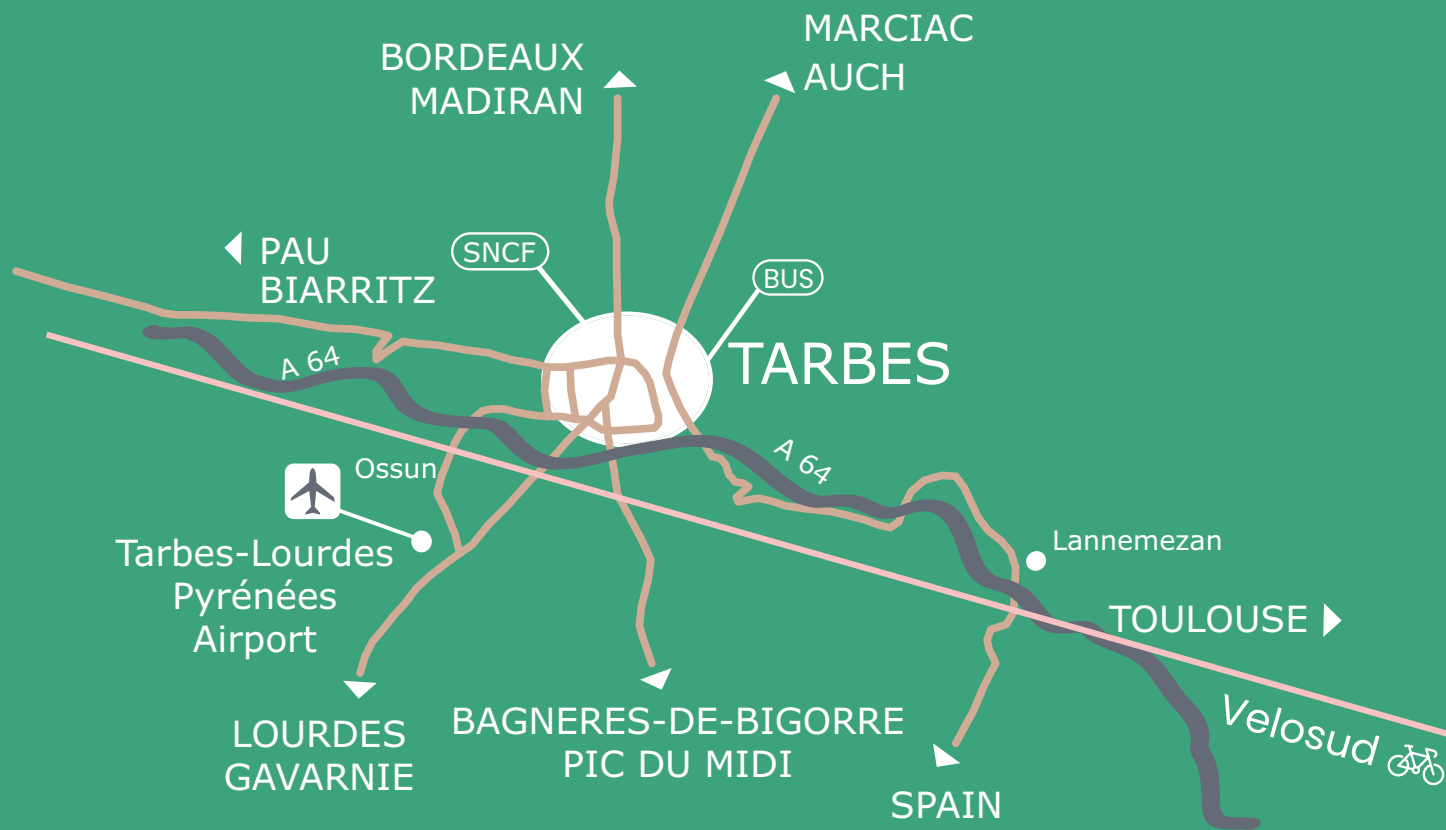 MARCIAC
AUCH
BORDEAUX
MADIRAN
PAU
BIARRITZ
SNCF
BUS
TARBES
A 64
A 64
Ossun
Tarbes-Lourdes
Pyrénées
Airport
Lannemezan
TOULOUSE
Velosud
LOURDES
GAVARNIE
BAGNERES-DE-BIGORRE
PIC DU MIDI
SPAIN